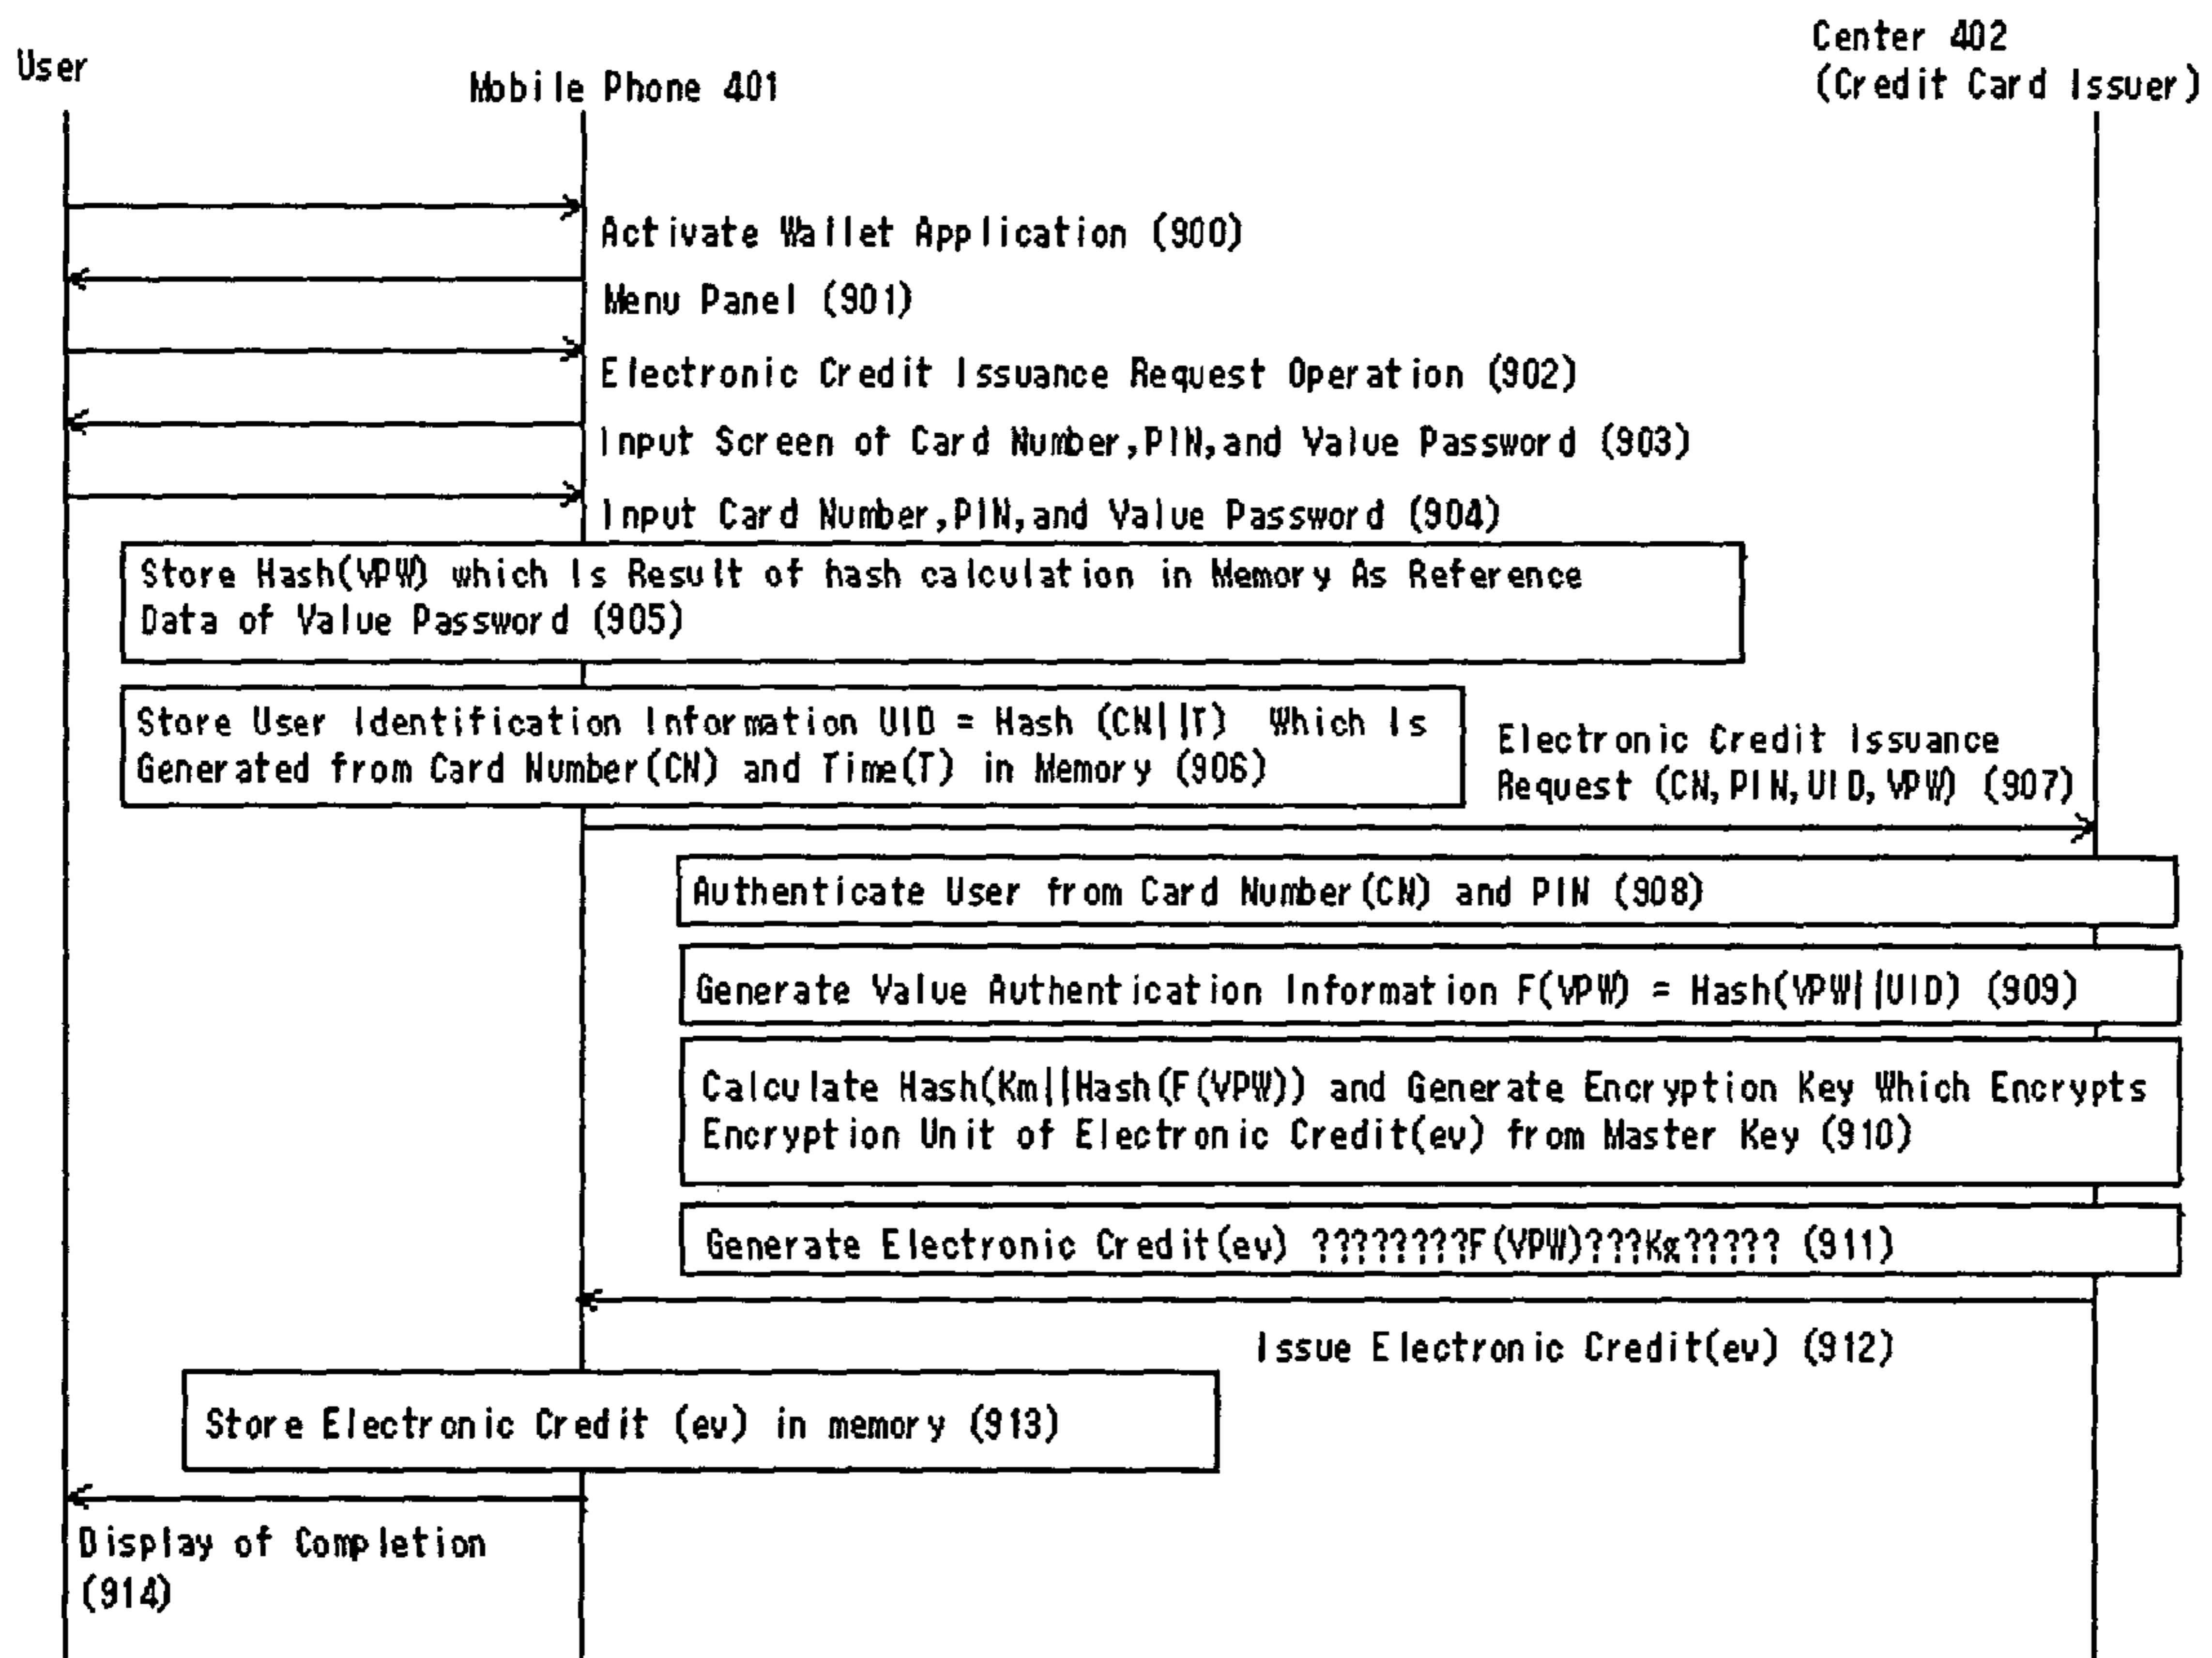 User
Mobile Phone 401
Center 402
(Credit Card Issuer)
Activate Wallet Application (900)
Menu Panel (901)
Electronic Credit Issuance Request Operation (902)
Input Screen of Card Number,PIN,and Value Password (903)
Input Card Number,PIN,and Value Password (904)
Store Hash(VPW) which Is Result of hash calculation in Memory As Reference
Data of Value Password (905)
Store User Identification Information UID = Hash (CN||T) Which Is
Generated from Card Number(CN) and Time(T) in Memory (906)
Electronic Credit Issuance
Request (CN,PIN,UID,VPW) (907)
Authenticate User from Card Number(CN) and PIN (908)
Generate Value Authentication Information F(VPW) = Hash(VPW||UID) (909)
Calculate Hash(Km||Hash(F(VPW)) and Generate Encryption Key Which Encrypts
Encryption Unit of Electronic Credit(ev) from Master Key (910)
Generate Electronic Credit(ev) ????????F(VPW)???Kg????? (911)
Issue Electronic Credit(ev) (912)
Store Electronic Credit (ev) in memory (913)
Display of Completion
(914)